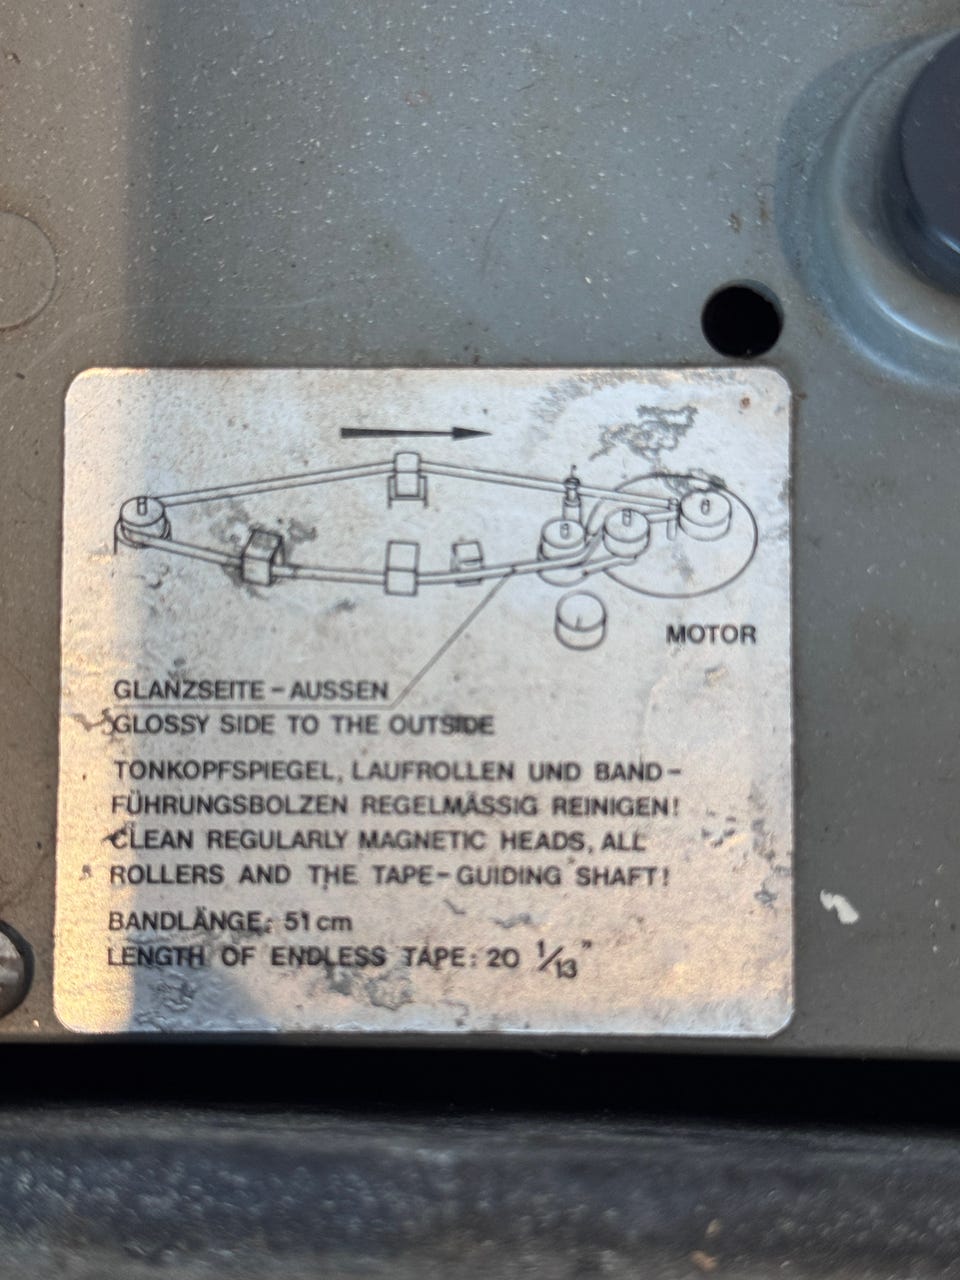 MOTOR
GLANZSEITE - AUSSEN
GLOSSY SIDE TO THE OUTSIDE
TONKOPFSPIEGEL, LAUFROLLEN UND BAND-
FÜHRUNGSBOLZEN REGELMÄSSIG REINIGEN!
CLEAN REGULARLY MAGNETIC HEADS, ALL
ROLLERS AND THE TAPE-GUIDING SHAFT!
BANDLÄNGE: 51 cm
LENGTH OF ENDLESS TAPE: 20 1/13"